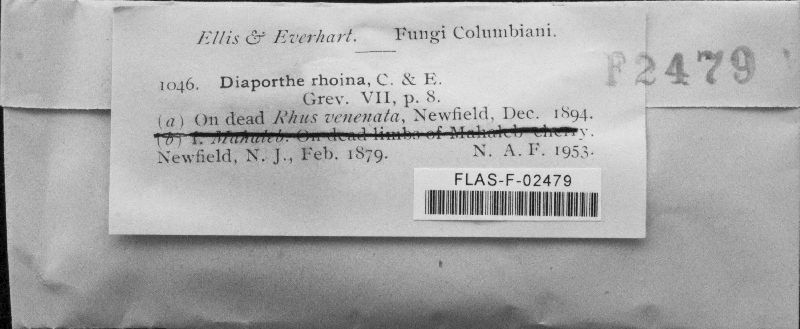 Ellis & Everhart. Fungi Columbiani.
F2479
1046. Diaporthe rhoina, C. & E.
Grev. VII, p. 8.
(a) On dead Rhus venenata, Newfield, Dec. 1894.
(b) f. Mahaleb. On dead limbs of Mahaleb cherry.
Newfield, N. J., Feb. 1879. N. A. F. 1953.
FLAS-F-02479